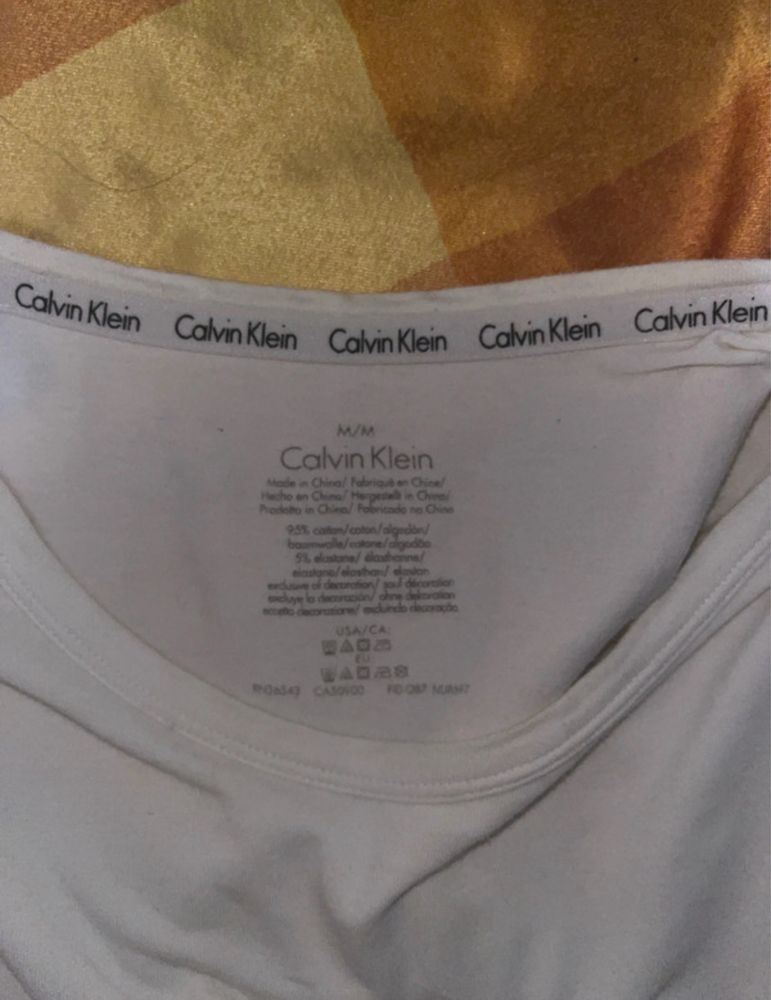 Calvin Klein Calvin Klein Calvin Klein Calvin Klein Calvin Klein
M/M
Calvin Klein
Made in China/ Fabriqué en Chine/
Hecho en China/ Hergestellt in China/
Prodotto in China/ Fabricado na China
95% cotton/coton/algodón/
baumwolle/cotone/algodão
5% elastane/ élasthanne/
elastano/elasthan/ elastan
exclusive of decoration/ sauf décoration
excluye la decoración/ ohne dekoration
eccetto decorazione/ excluindo decoração
USA/CA:
EU:
RN36543 CA50900